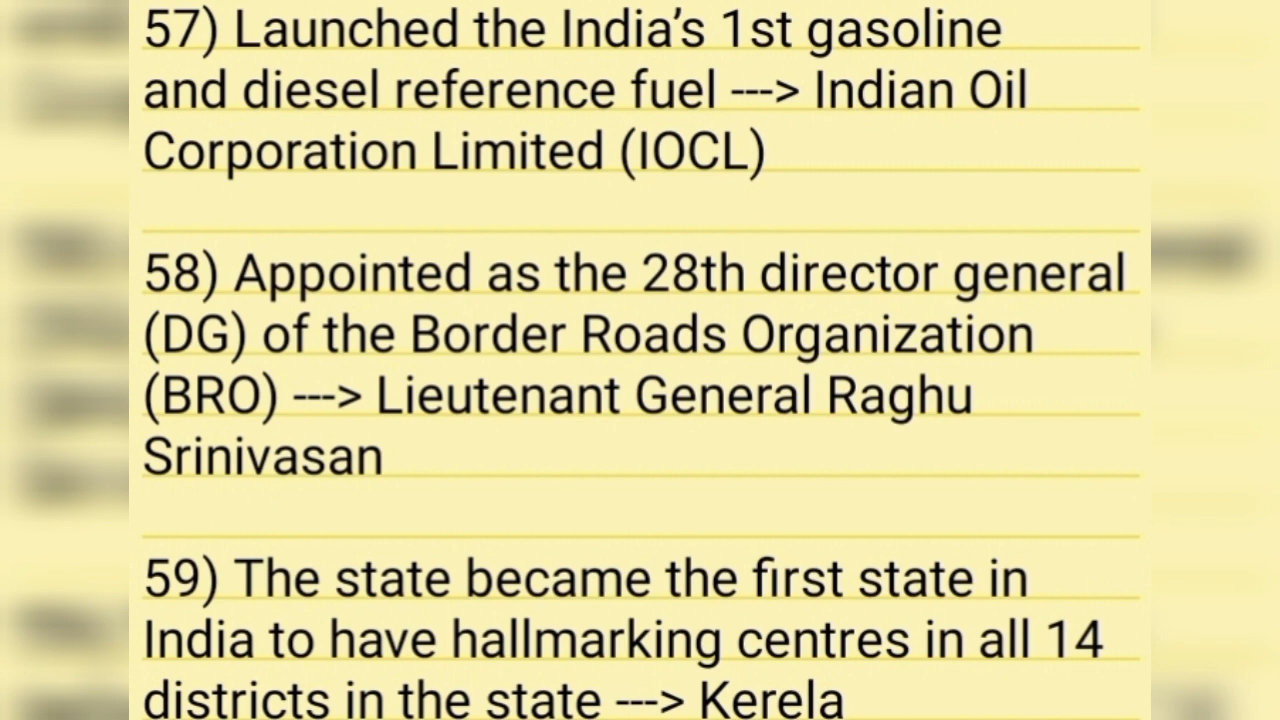 57) Launched the India’s 1st gasoline
and diesel reference fuel ---> Indian Oil
Corporation Limited (IOCL)
58) Appointed as the 28th director general
(DG) of the Border Roads Organization
(BRO) ---> Lieutenant General Raghu
Srinivasan
59) The state became the first state in
India to have hallmarking centres in all 14
districts in the state ---> Kerela